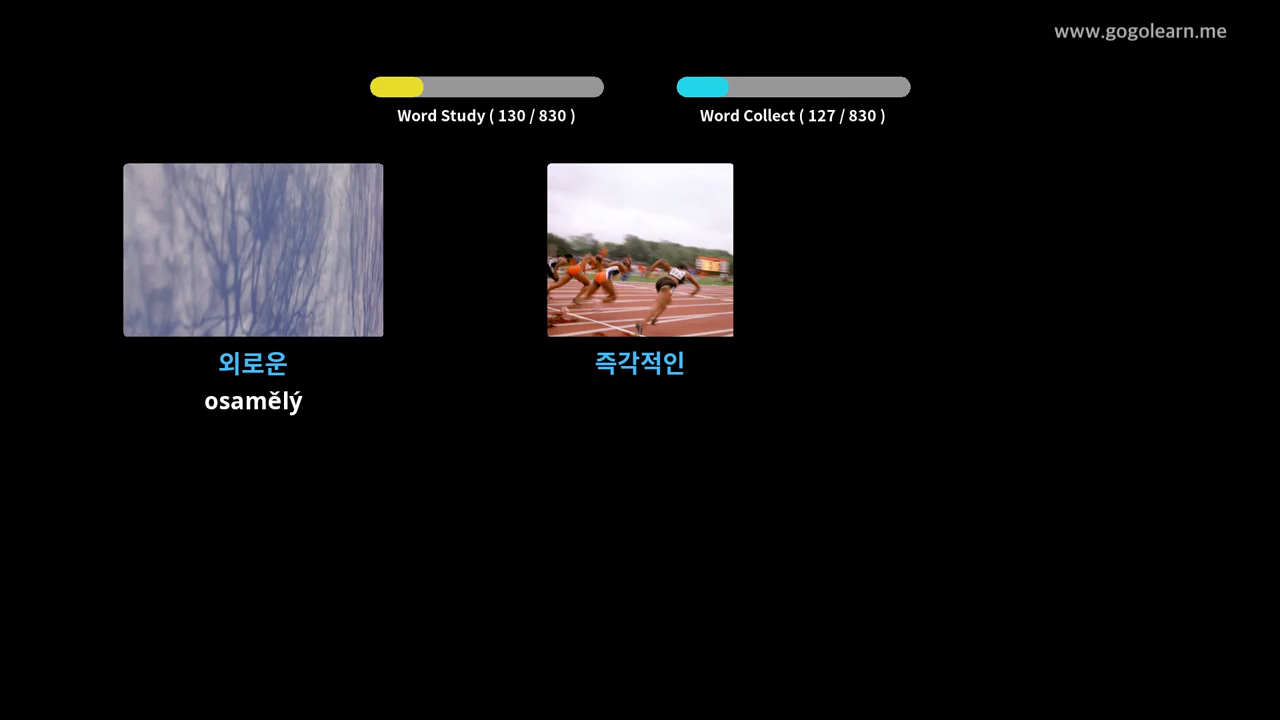 www.gogolearn.me
Word Study ( 130 / 830 )
Word Collect ( 127 / 830 )
외로운
osamělý
즉각적인